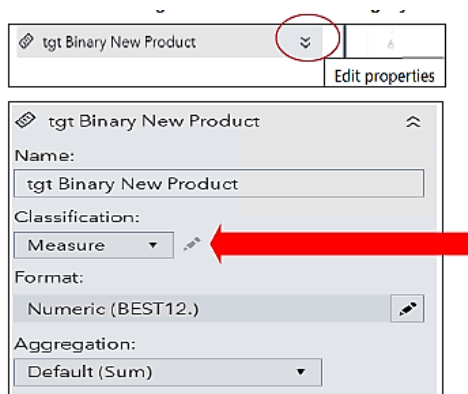 tgt Binary New Product
Edit properties
tgt Binary New Product
Name:
tgt Binary New Product
Classification:
Measure
Format:
Numeric (BEST12.)
Aggregation:
Default (Sum)